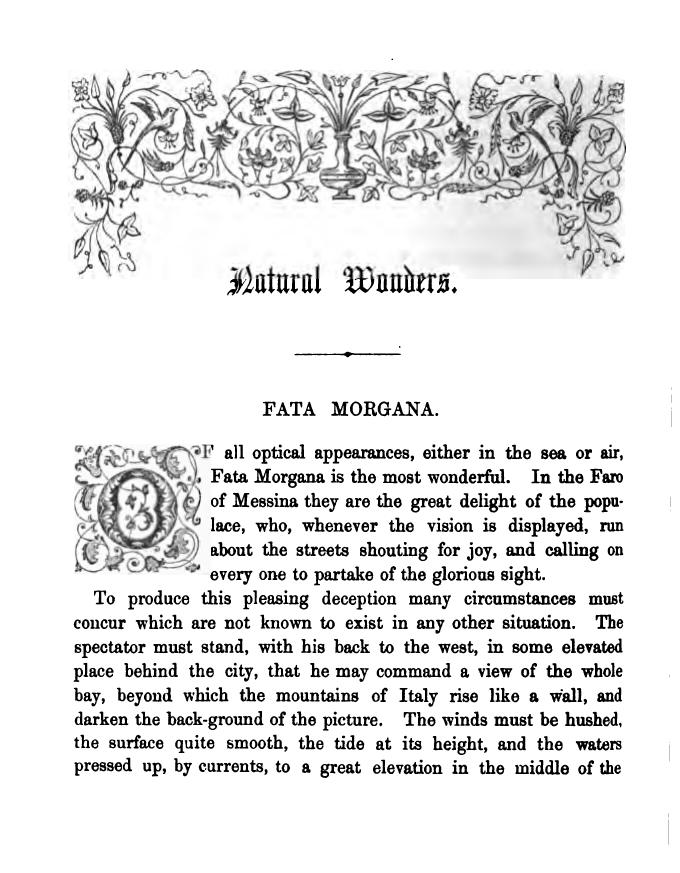 Natural Wonders.
FATA MORGANA.
OF all optical appearances, either in the sea or air,
Fata Morgana is the most wonderful. In the Faro
of Messina they are the great delight of the popu-
lace, who, whenever the vision is displayed, run
about the streets shouting for joy, and calling on
every one to partake of the glorious sight.
To produce this pleasing deception many circumstances must
concur which are not known to exist in any other situation. The
spectator must stand, with his back to the west, in some elevated
place behind the city, that he may command a view of the whole
bay, beyond which the mountains of Italy rise like a wall, and
darken the back-ground of the picture. The winds must be hushed,
the surface quite smooth, the tide at its height, and the waters
pressed up, by currents, to a great elevation in the middle of the